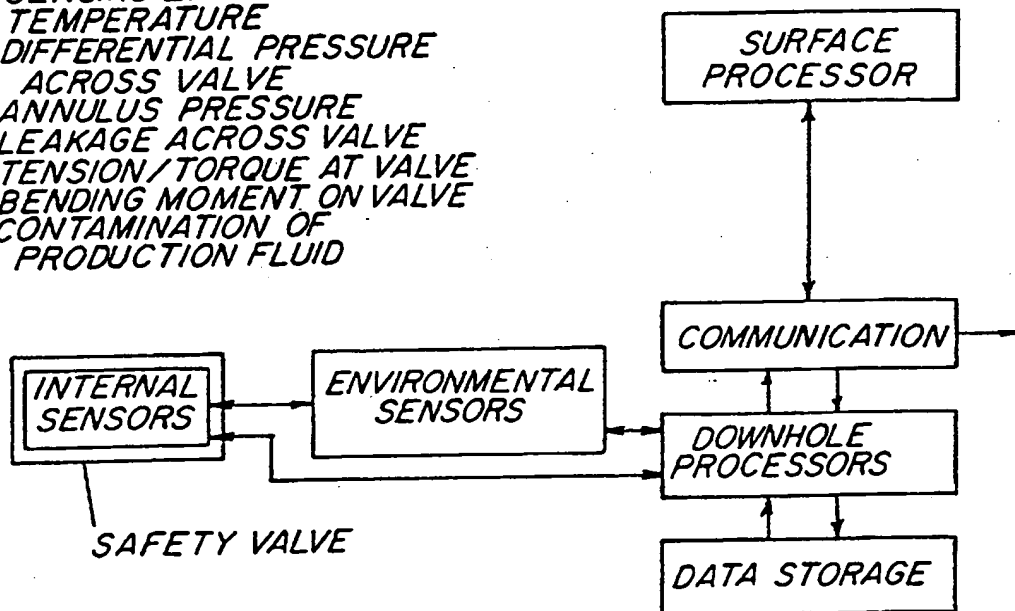 TEMPERATURE
DIFFERENTIAL PRESSURE
ACROSS VALVE
ANNULUS PRESSURE
LEAKAGE ACROSS VALVE
TENSION/TORQUE AT VALVE
BENDING MOMENT ON VALVE
CONTAMINATION OF
PRODUCTION FLUID
SURFACE
PROCESSOR
COMMUNICATION
INTERNAL
SENSORS
ENVIRONMENTAL
SENSORS
DOWNHOLE
PROCESSORS
SAFETY VALVE
DATA STORAGE